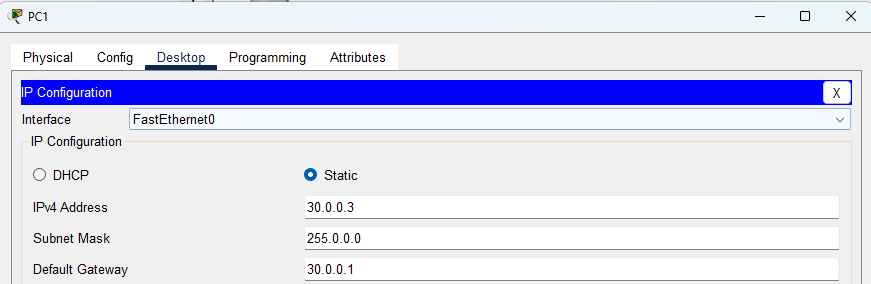 PC1
Physical Config Desktop Programming Attributes
IP Configuration X
Interface FastEthernet0
IP Configuration
DHCP Static
IPv4 Address 30.0.0.3
Subnet Mask 255.0.0.0
Default Gateway 30.0.0.1